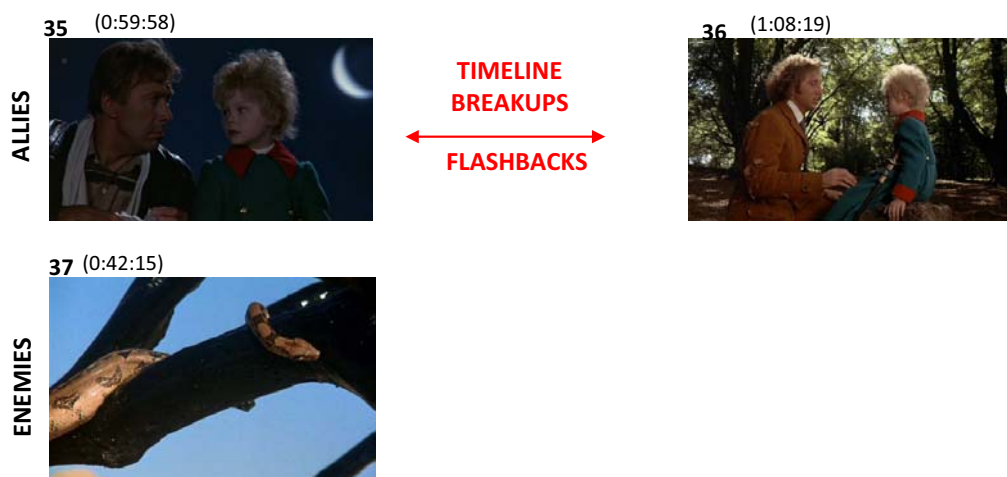 35 (0:59:58)
36 (1:08:19)
ALLIES
TIMELINE
BREAKUPS
FLASHBACKS
37 (0:42:15)
ENEMIES